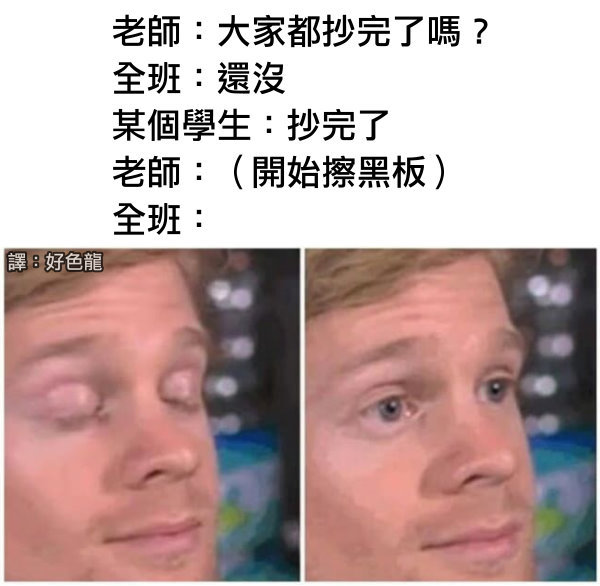 老師：大家都抄完了嗎？
全班：還沒
某個學生：抄完了
老師：（開始擦黑板）
全班：
譯：好色龍